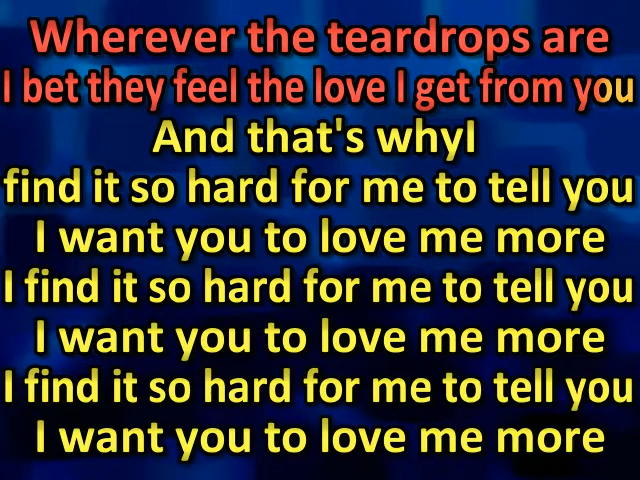 Wherever the teardrops are
I bet they feel the love I get from you
And that's whyI
find it so hard for me to tell you
I want you to love me more
I find it so hard for me to tell you
I want you to love me more
I find it so hard for me to tell you
I want you to love me more